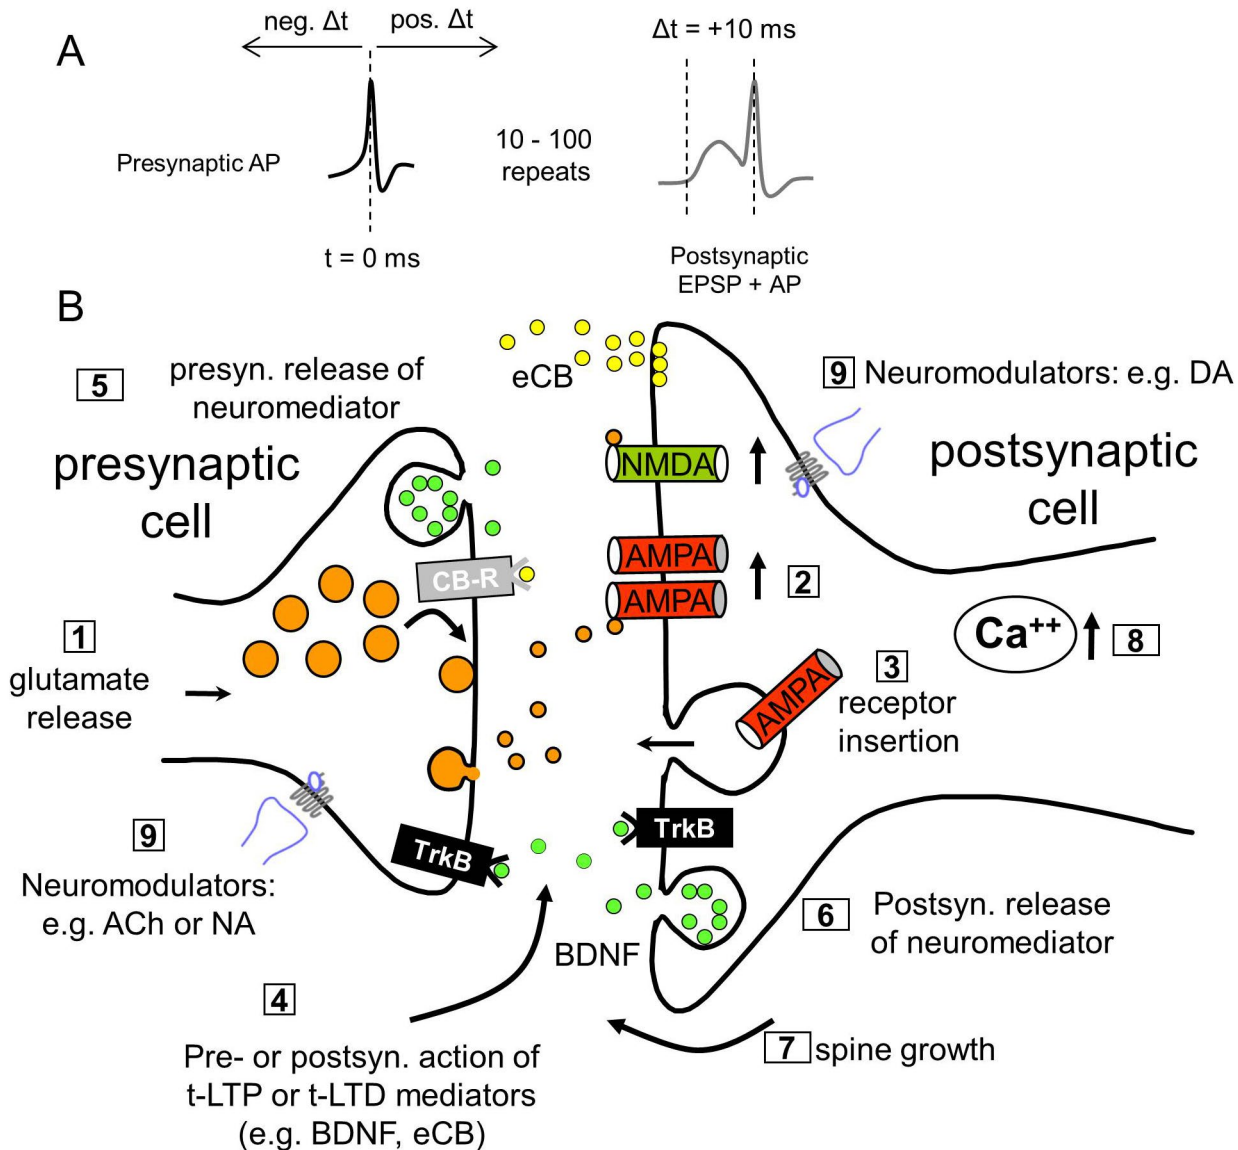 A
neg. Δt
pos. Δt
Δt = +10 ms
Presynaptic AP
10 - 100
repeats
t = 0 ms
Postsynaptic
EPSP + AP
B
5
presyn. release of
neuromediator
eCB
9 Neuromodulators: e.g. DA
presynaptic
cell
NMDA
postsynaptic
cell
CB-R
AMPA
AMPA
2
1
glutamate
release
Ca++
8
AMPA
3
receptor
insertion
TrkB
TrkB
9
Neuromodulators:
e.g. ACh or NA
6
Postsyn. release
of neuromediator
BDNF
4
Pre- or postsyn. action of
t-LTP or t-LTD mediators
(e.g. BDNF, eCB)
7 spine growth